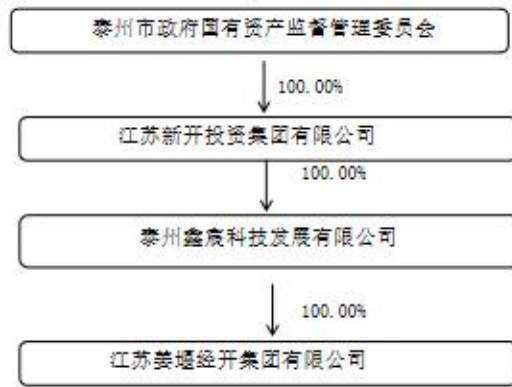 泰州市政府国有资产监督管理委员会
100.00%
江苏新开投资集团有限公司
100.00%
泰州鑫宸科技发展有限公司
100.00%
江苏姜堰经开集团有限公司